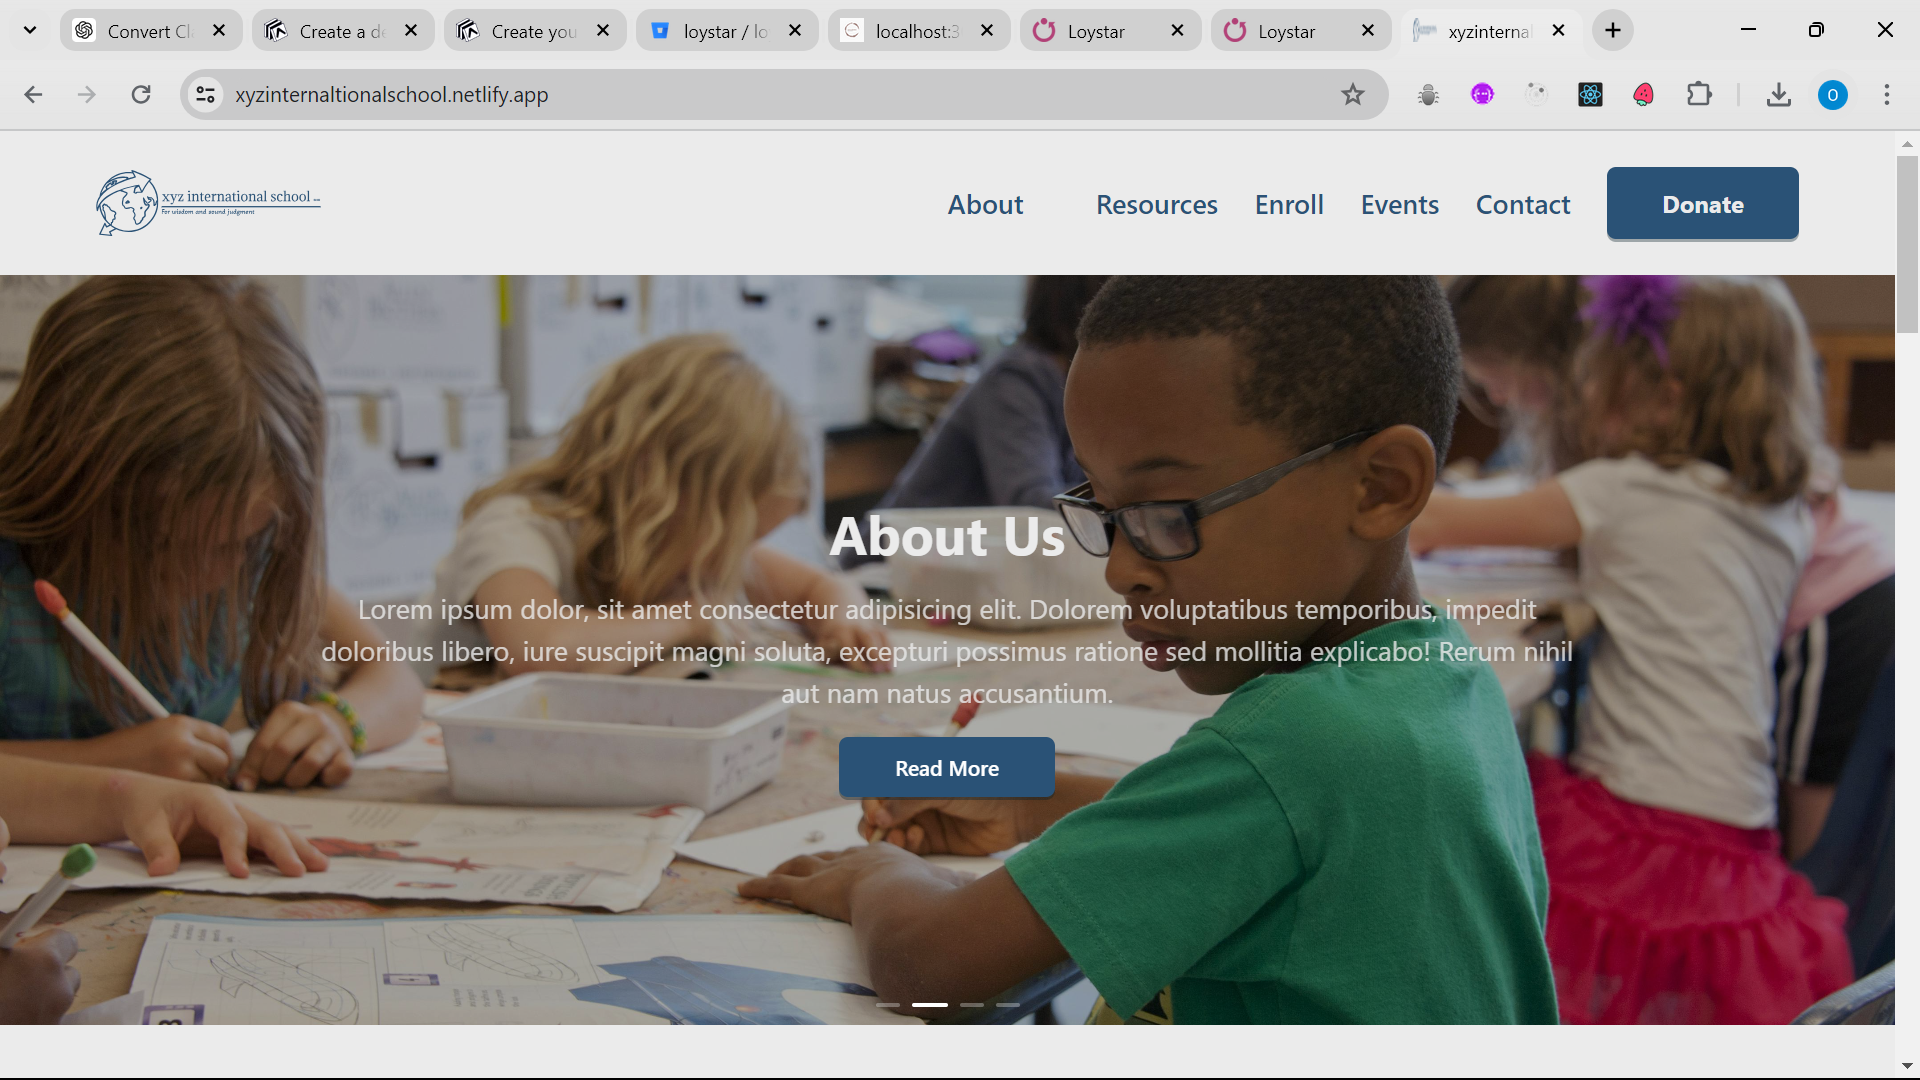 Convert Cl
Create a de
Create you
loystar / lo
localhost:3
Loystar
Loystar
xyzinterna
xyzinternaltionalschool.netlify.app
O
xyz international school
For wisdom and sound judgment
About
Resources
Enroll
Events
Contact
Donate
About Us
Lorem ipsum dolor, sit amet consectetur adipisicing elit. Dolorem voluptatibus temporibus, impedit
doloribus libero, iure suscipit magni soluta, excepturi possimus ratione sed mollitia explicabo! Rerum nihil
aut nam natus accusantium.
Read More